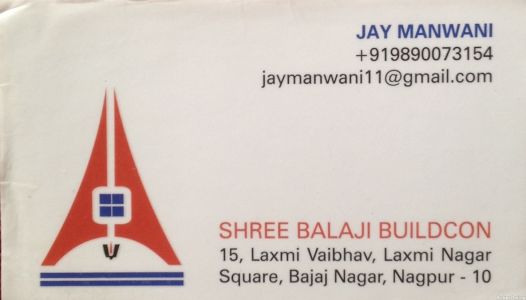 JAY MANWANI
+919890073154
jaymanwani11@gmail.com
SHREE BALAJI BUILDCON
15, Laxmi Vaibhav, Laxmi Nagar
Square, Bajaj Nagar, Nagpur - 10